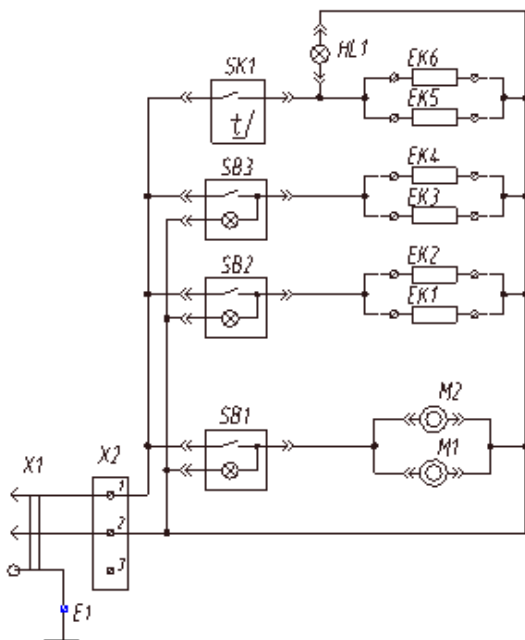 HL1
SK1
EK6
EK5
t/
SB3
EK4
EK3
SB2
EK2
EK1
M2
SB1
M1
X1
X2
1
2
3
E1